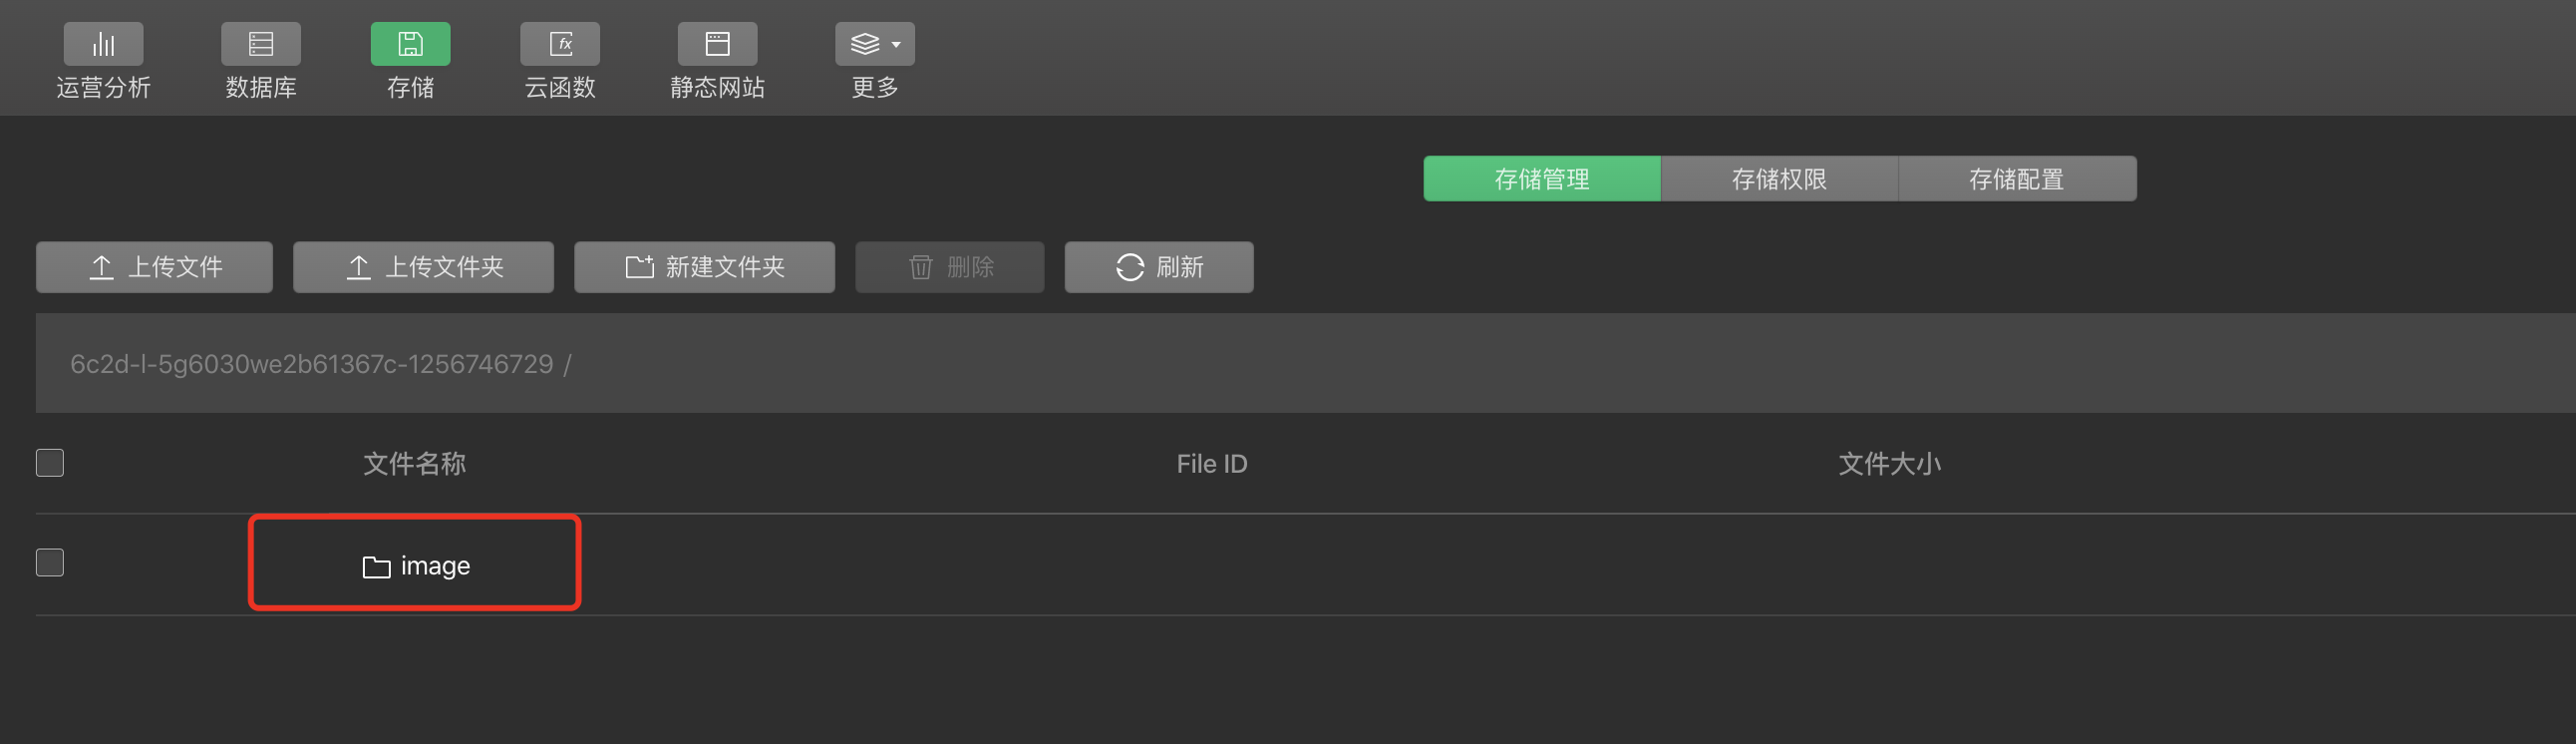 运营分析 数据库 存储 云函数 静态网站 更多
存储管理 存储权限 存储配置
上传文件 上传文件夹 新建文件夹 删除 刷新
6c2d-l-5g6030we2b61367c-1256746729 /
文件名称 File ID 文件大小
image